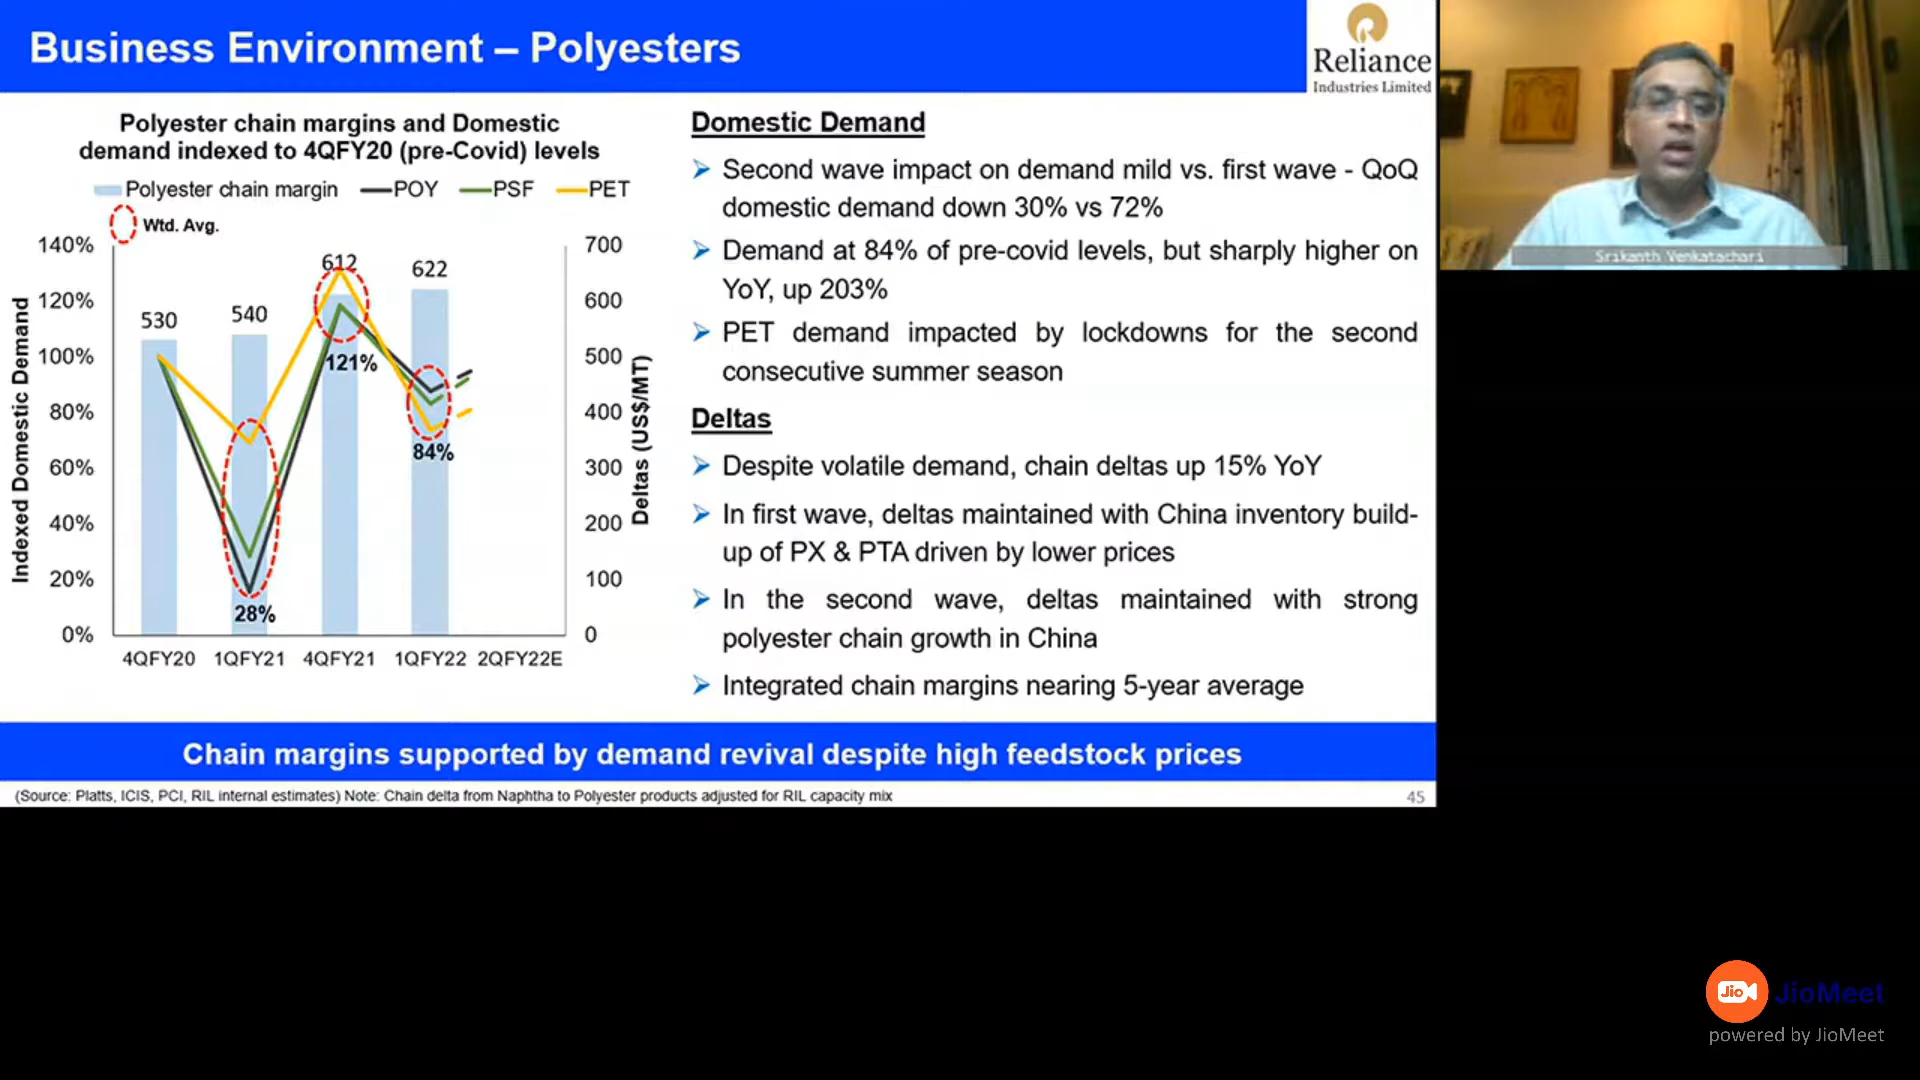 Business Environment – Polyesters
Reliance
Industries Limited
Polyester chain margins and Domestic
demand indexed to 4QFY20 (pre-Covid) levels
Polyester chain margin POY PSF PET
Wtd. Avg.
140%
120%
100%
80%
60%
40%
20%
0%
Indexed Domestic Demand
530
540
612
622
28%
121%
84%
700
600
500
400
300
200
100
0
Deltas (US$/MT)
4QFY20 1QFY21 4QFY21 1QFY22 2QFY22E
Domestic Demand
Second wave impact on demand mild vs. first wave - QoQ
domestic demand down 30% vs 72%
Demand at 84% of pre-covid levels, but sharply higher on
YoY, up 203%
PET demand impacted by lockdowns for the second
consecutive summer season
Deltas
Despite volatile demand, chain deltas up 15% YoY
In first wave, deltas maintained with China inventory build-
up of PX & PTA driven by lower prices
In the second wave, deltas maintained with strong
polyester chain growth in China
Integrated chain margins nearing 5-year average
Chain margins supported by demand revival despite high feedstock prices
(Source: Platts, ICIS, PCI, RIL internal estimates) Note: Chain delta from Naphtha to Polyester products adjusted for RIL capacity mix
45
Srikanth Venkatachari
Jio
JioMeet
powered by JioMeet